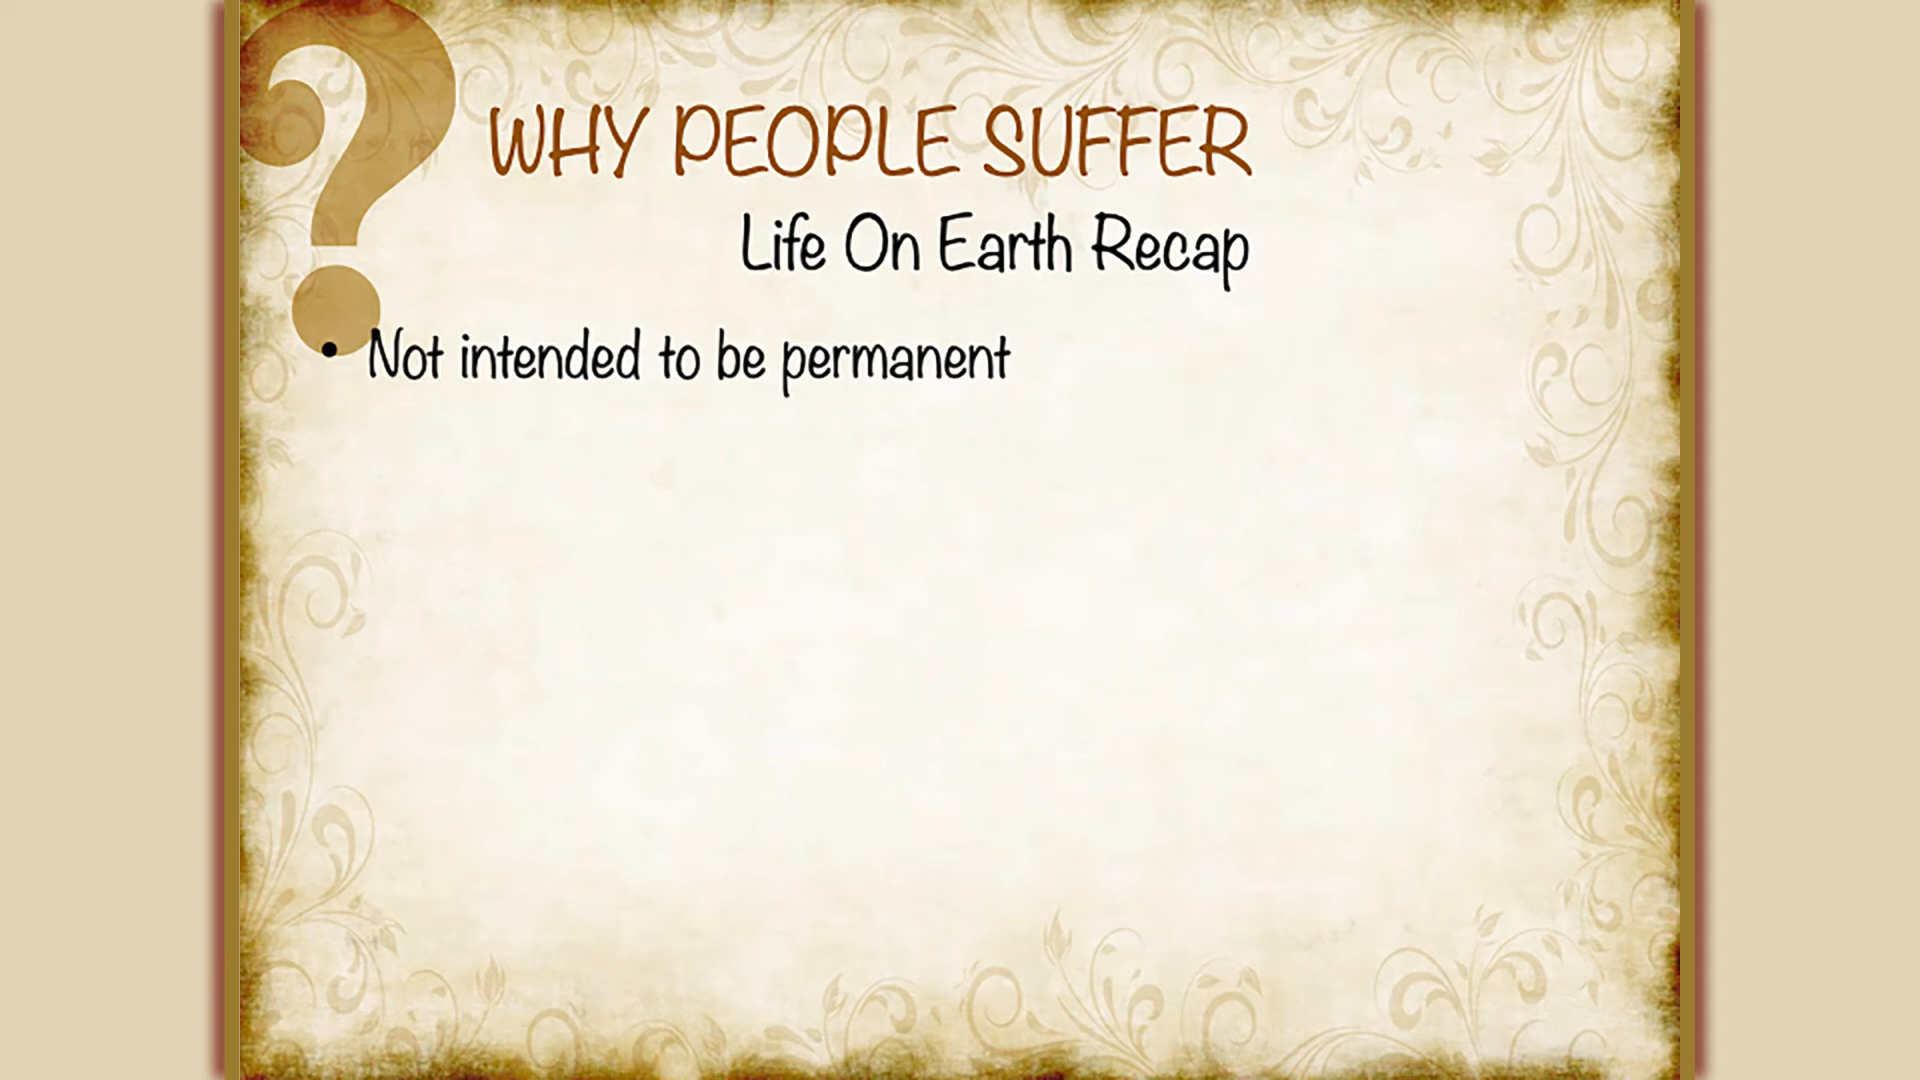 ?
WHY PEOPLE SUFFER
Life On Earth Recap
• Not intended to be permanent